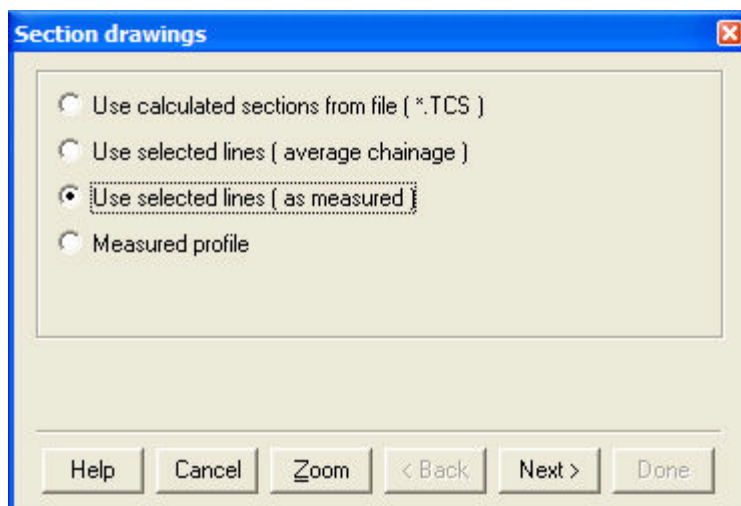 Section drawings
Use calculated sections from file ( *.TCS )
Use selected lines ( average chainage )
Use selected lines ( as measured )
Measured profile
Help Cancel Zoom < Back Next > Done